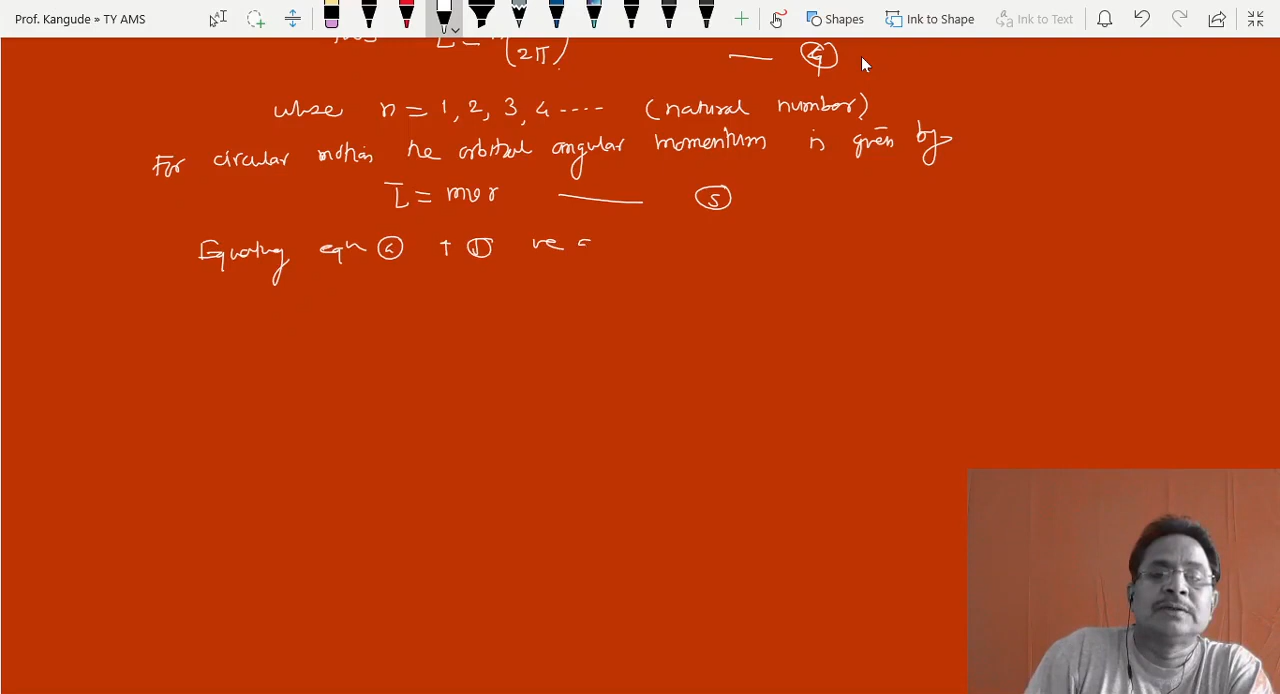 Prof. Kangude » TY AMS
Shapes
Ink to Shape
Ink to Text
(2π) — 4
where n = 1, 2, 3, 4 ---- (natural number)
For circular motion the orbital angular momentum is given by
L = mvr — 5
Equating eqn 4 + 5 we